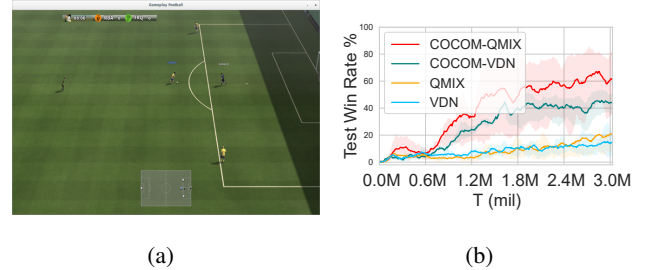 Gameplay Football
(a)
100
80
60
40
20
0
Test Win Rate %
COCOM-QMIX
COCOM-VDN
QMIX
VDN
0.0M 0.6M 1.2M 1.8M 2.4M 3.0M
T (mil)
(b)